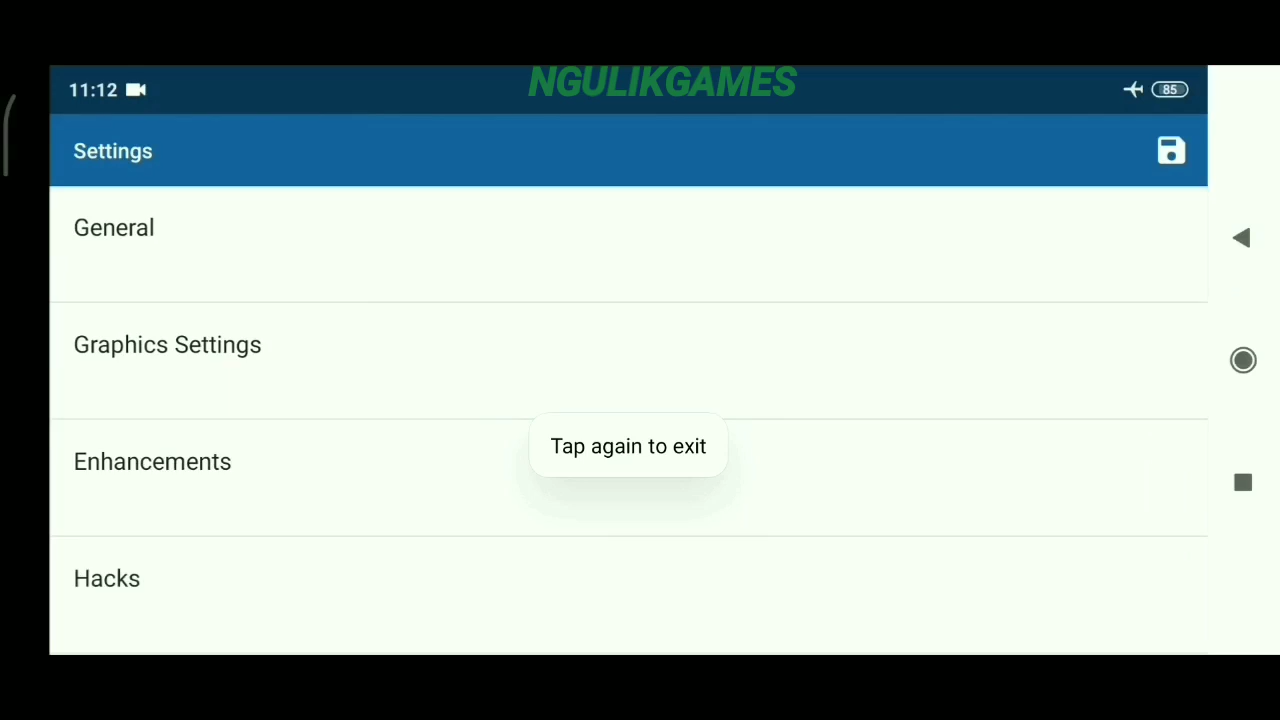 NGULIKGAMES
11:12
85
Settings
General
Graphics Settings
Tap again to exit
Enhancements
Hacks